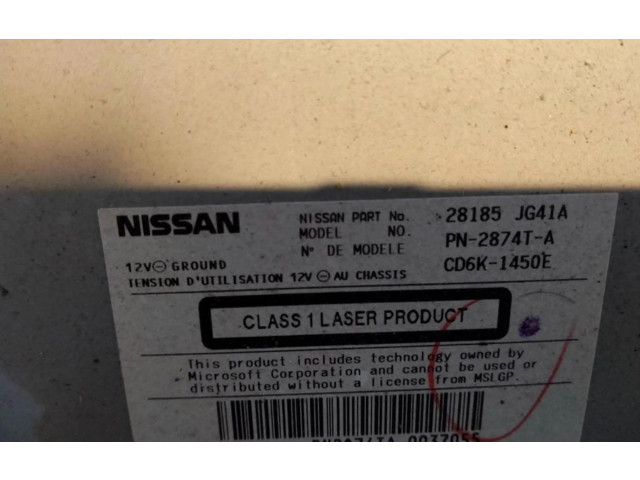 NISSAN
NISSAN PART No. 28185 JG41A
MODEL NO. PN-2874T-A
N° DE MODELE CD6K-1450E
12V⊖GROUND
TENSION D'UTILISATION 12V ⊖ AU CHASSIS
CLASS 1 LASER PRODUCT
This product includes technology owned by
Microsoft Corporation and cannot be used or
distributed without a license from MSLGP.